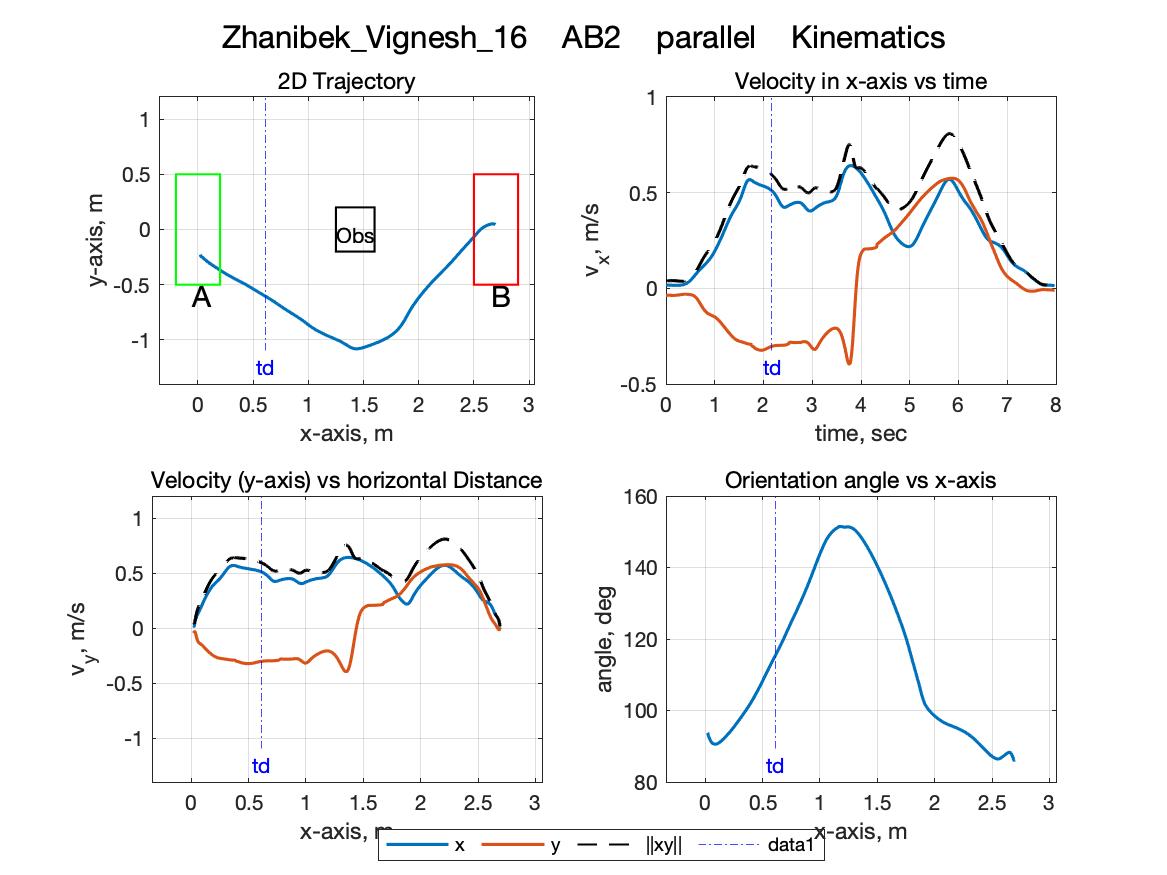 Zhanibek_Vignesh_16 AB2 parallel Kinematics
2D Trajectory
1
0.5
0
-0.5
-1
y-axis, m
A
Obs
B
td
0 0.5 1 1.5 2 2.5 3
x-axis, m
Velocity in x-axis vs time
1
0.5
0
-0.5
v_x, m/s
td
0 1 2 3 4 5 6 7 8
time, sec
Velocity (y-axis) vs horizontal Distance
1
0.5
0
-0.5
-1
v_y, m/s
td
0 0.5 1 1.5 2 2.5 3
x-axis, m
Orientation angle vs x-axis
160
140
120
100
80
angle, deg
td
0 0.5 1 1.5 2 2.5 3
x-axis, m
x y ||xy|| data1